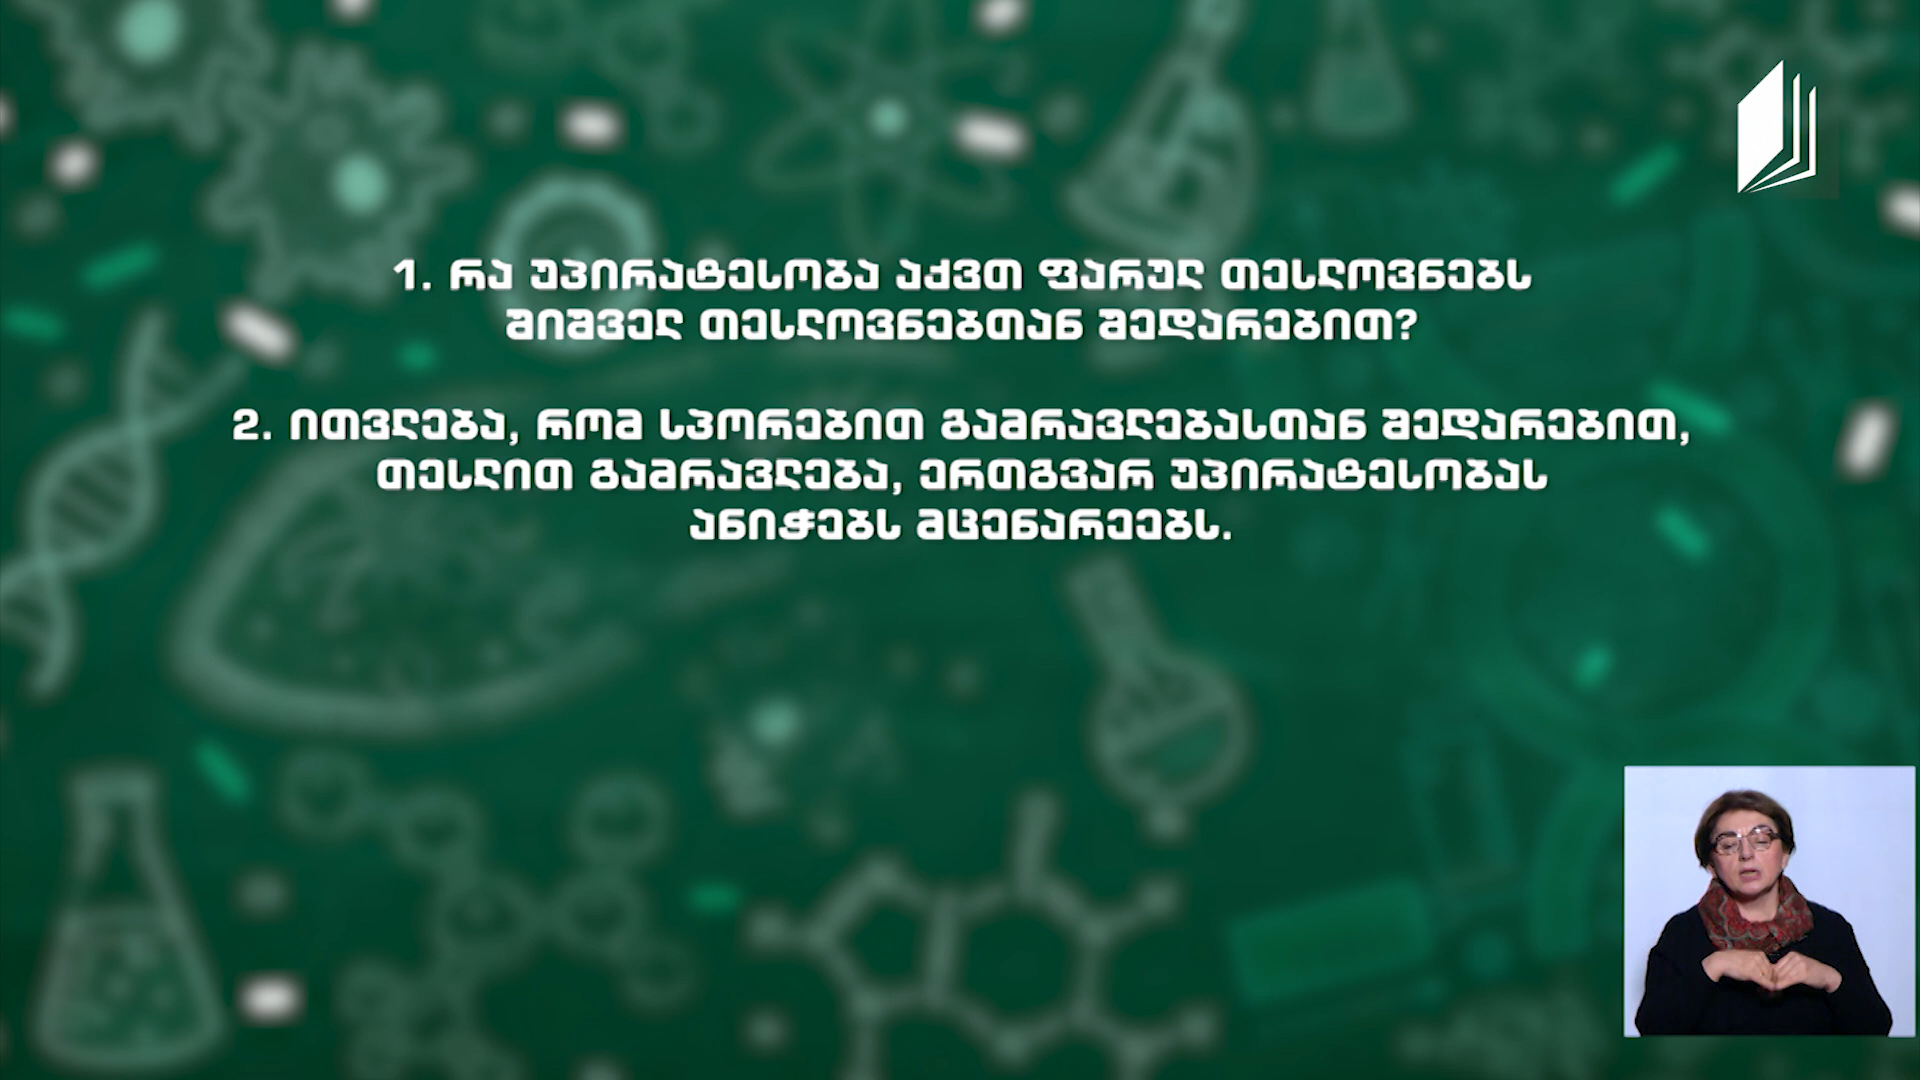 1. რა უპირატესობა აქვთ ფარულ თესლოვნებს
შიშველ თესლოვნებთან შედარებით?
2. ითვლება, რომ სპორებით გამრავლებასთან შედარებით,
თესლით გამრავლება, ერთგვარ უპირატესობას
ანიჭებს მცენარეებს.